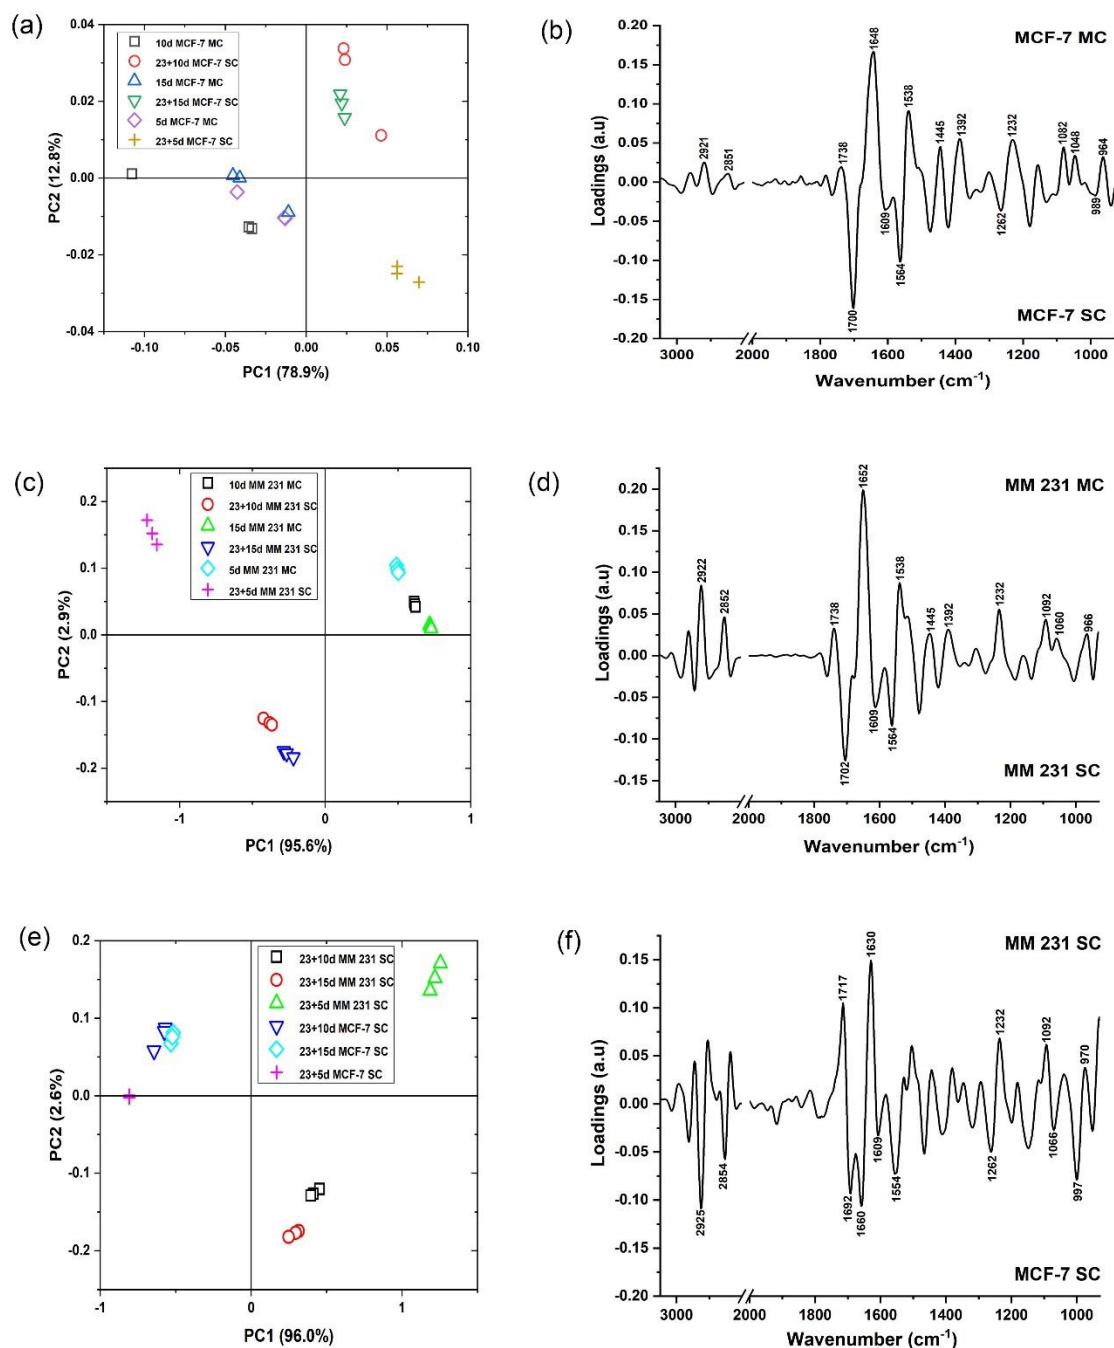 (a)
0.04
0.02
0.00
-0.02
-0.04
PC2 (12.8%)
10d MCF-7 MC
23+10d MCF-7 SC
15d MCF-7 MC
23+15d MCF-7 SC
5d MCF-7 MC
23+5d MCF-7 SC
-0.10 -0.05 0.00 0.05 0.10
PC1 (78.9%)
(b)
MCF-7 MC
0.20
0.15
0.10
0.05
0.00
-0.05
-0.10
-0.15
-0.20
Loadings (a.u)
2921 2851 1738 1700 1648 1609 1564 1538 1445 1392 1262 1232 1082 1048 989 964
MCF-7 SC
3000 2000 1800 1600 1400 1200 1000
Wavenumber (cm⁻¹)
(c)
0.2
0.1
0.0
-0.1
-0.2
PC2 (2.9%)
10d MM 231 MC
23+10d MM 231 SC
15d MM 231 MC
23+15d MM 231 SC
5d MM 231 MC
23+5d MM 231 SC
-1 0 1
PC1 (95.6%)
(d)
MM 231 MC
0.20
0.15
0.10
0.05
0.00
-0.05
-0.10
-0.15
Loadings (a.u)
2922 2852 1738 1702 1652 1609 1564 1538 1445 1392 1232 1092 1060 966
MM 231 SC
3000 2000 1800 1600 1400 1200 1000
Wavenumber (cm⁻¹)
(e)
0.2
0.1
0.0
-0.1
-0.2
PC2 (2.6%)
23+10d MM 231 SC
23+15d MM 231 SC
23+5d MM 231 SC
23+10d MCF-7 SC
23+15d MCF-7 SC
23+5d MCF-7 SC
-1 0 1
PC1 (96.0%)
(f)
MM 231 SC
0.15
0.10
0.05
0.00
-0.05
-0.10
-0.15
-0.20
Loadings (a.u)
2925 2854 1717 1692 1660 1630 1609 1554 1262 1232 1092 1066 997 970
MCF-7 SC
3000 2000 1800 1600 1400 1200 1000
Wavenumber (cm⁻¹)